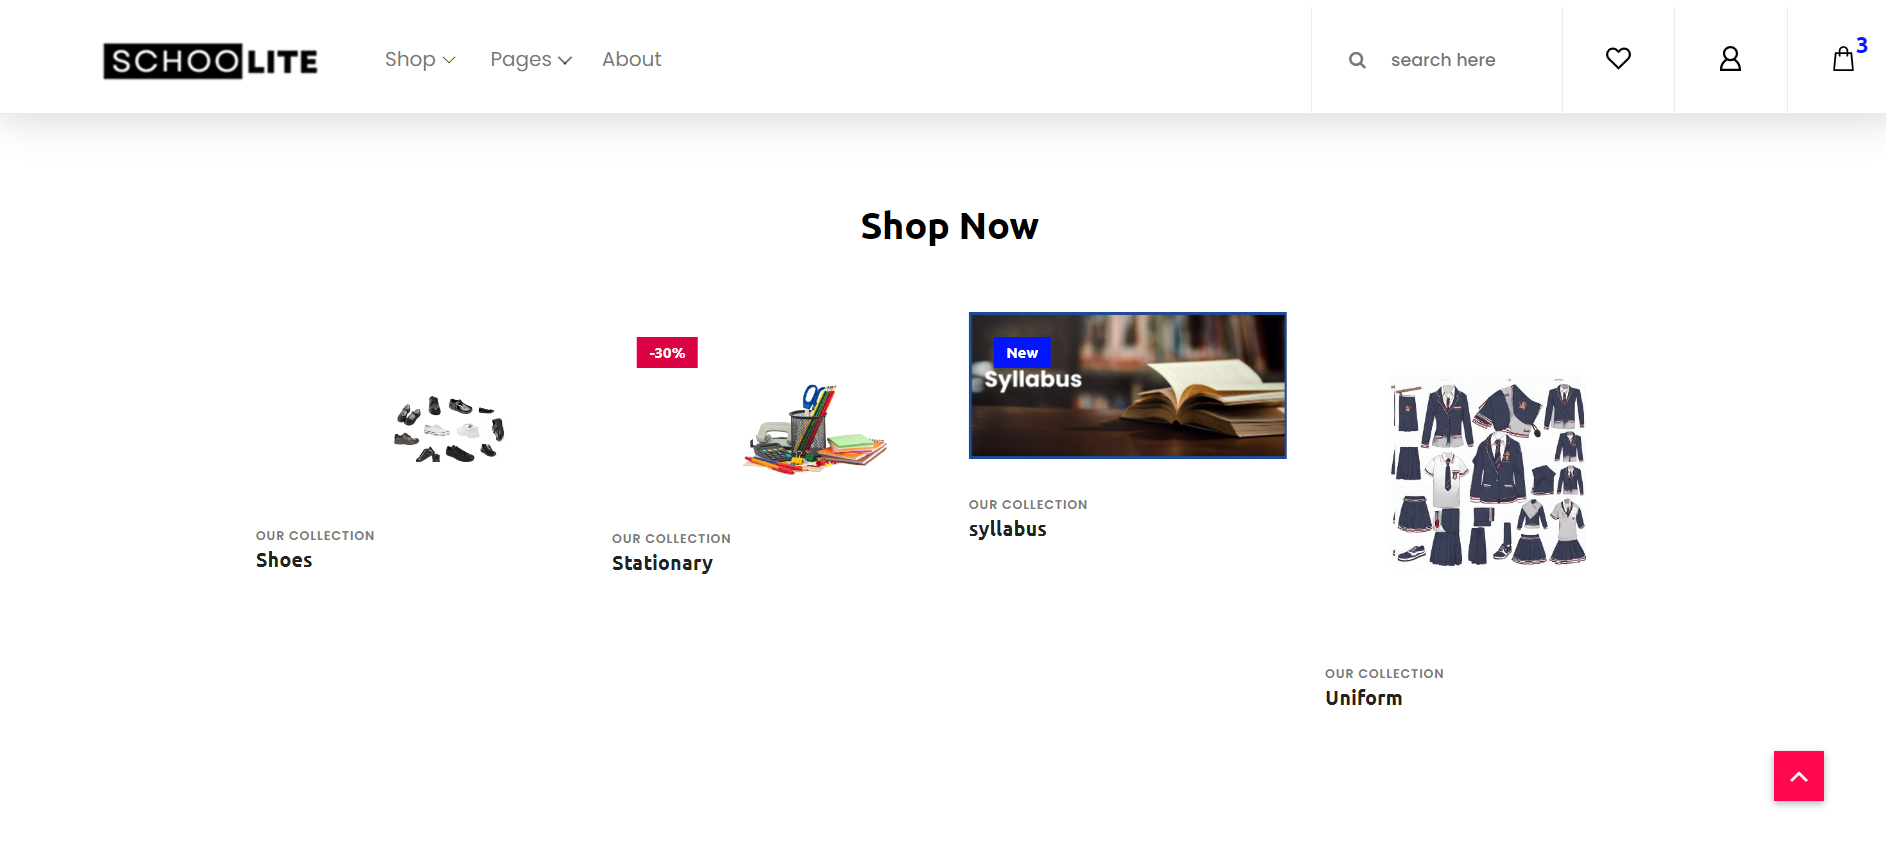 SCHOOLITE
Shop
Pages
About
search here
3
Shop Now
-30%
New
Syllabus
OUR COLLECTION
Shoes
OUR COLLECTION
Stationary
OUR COLLECTION
syllabus
OUR COLLECTION
Uniform